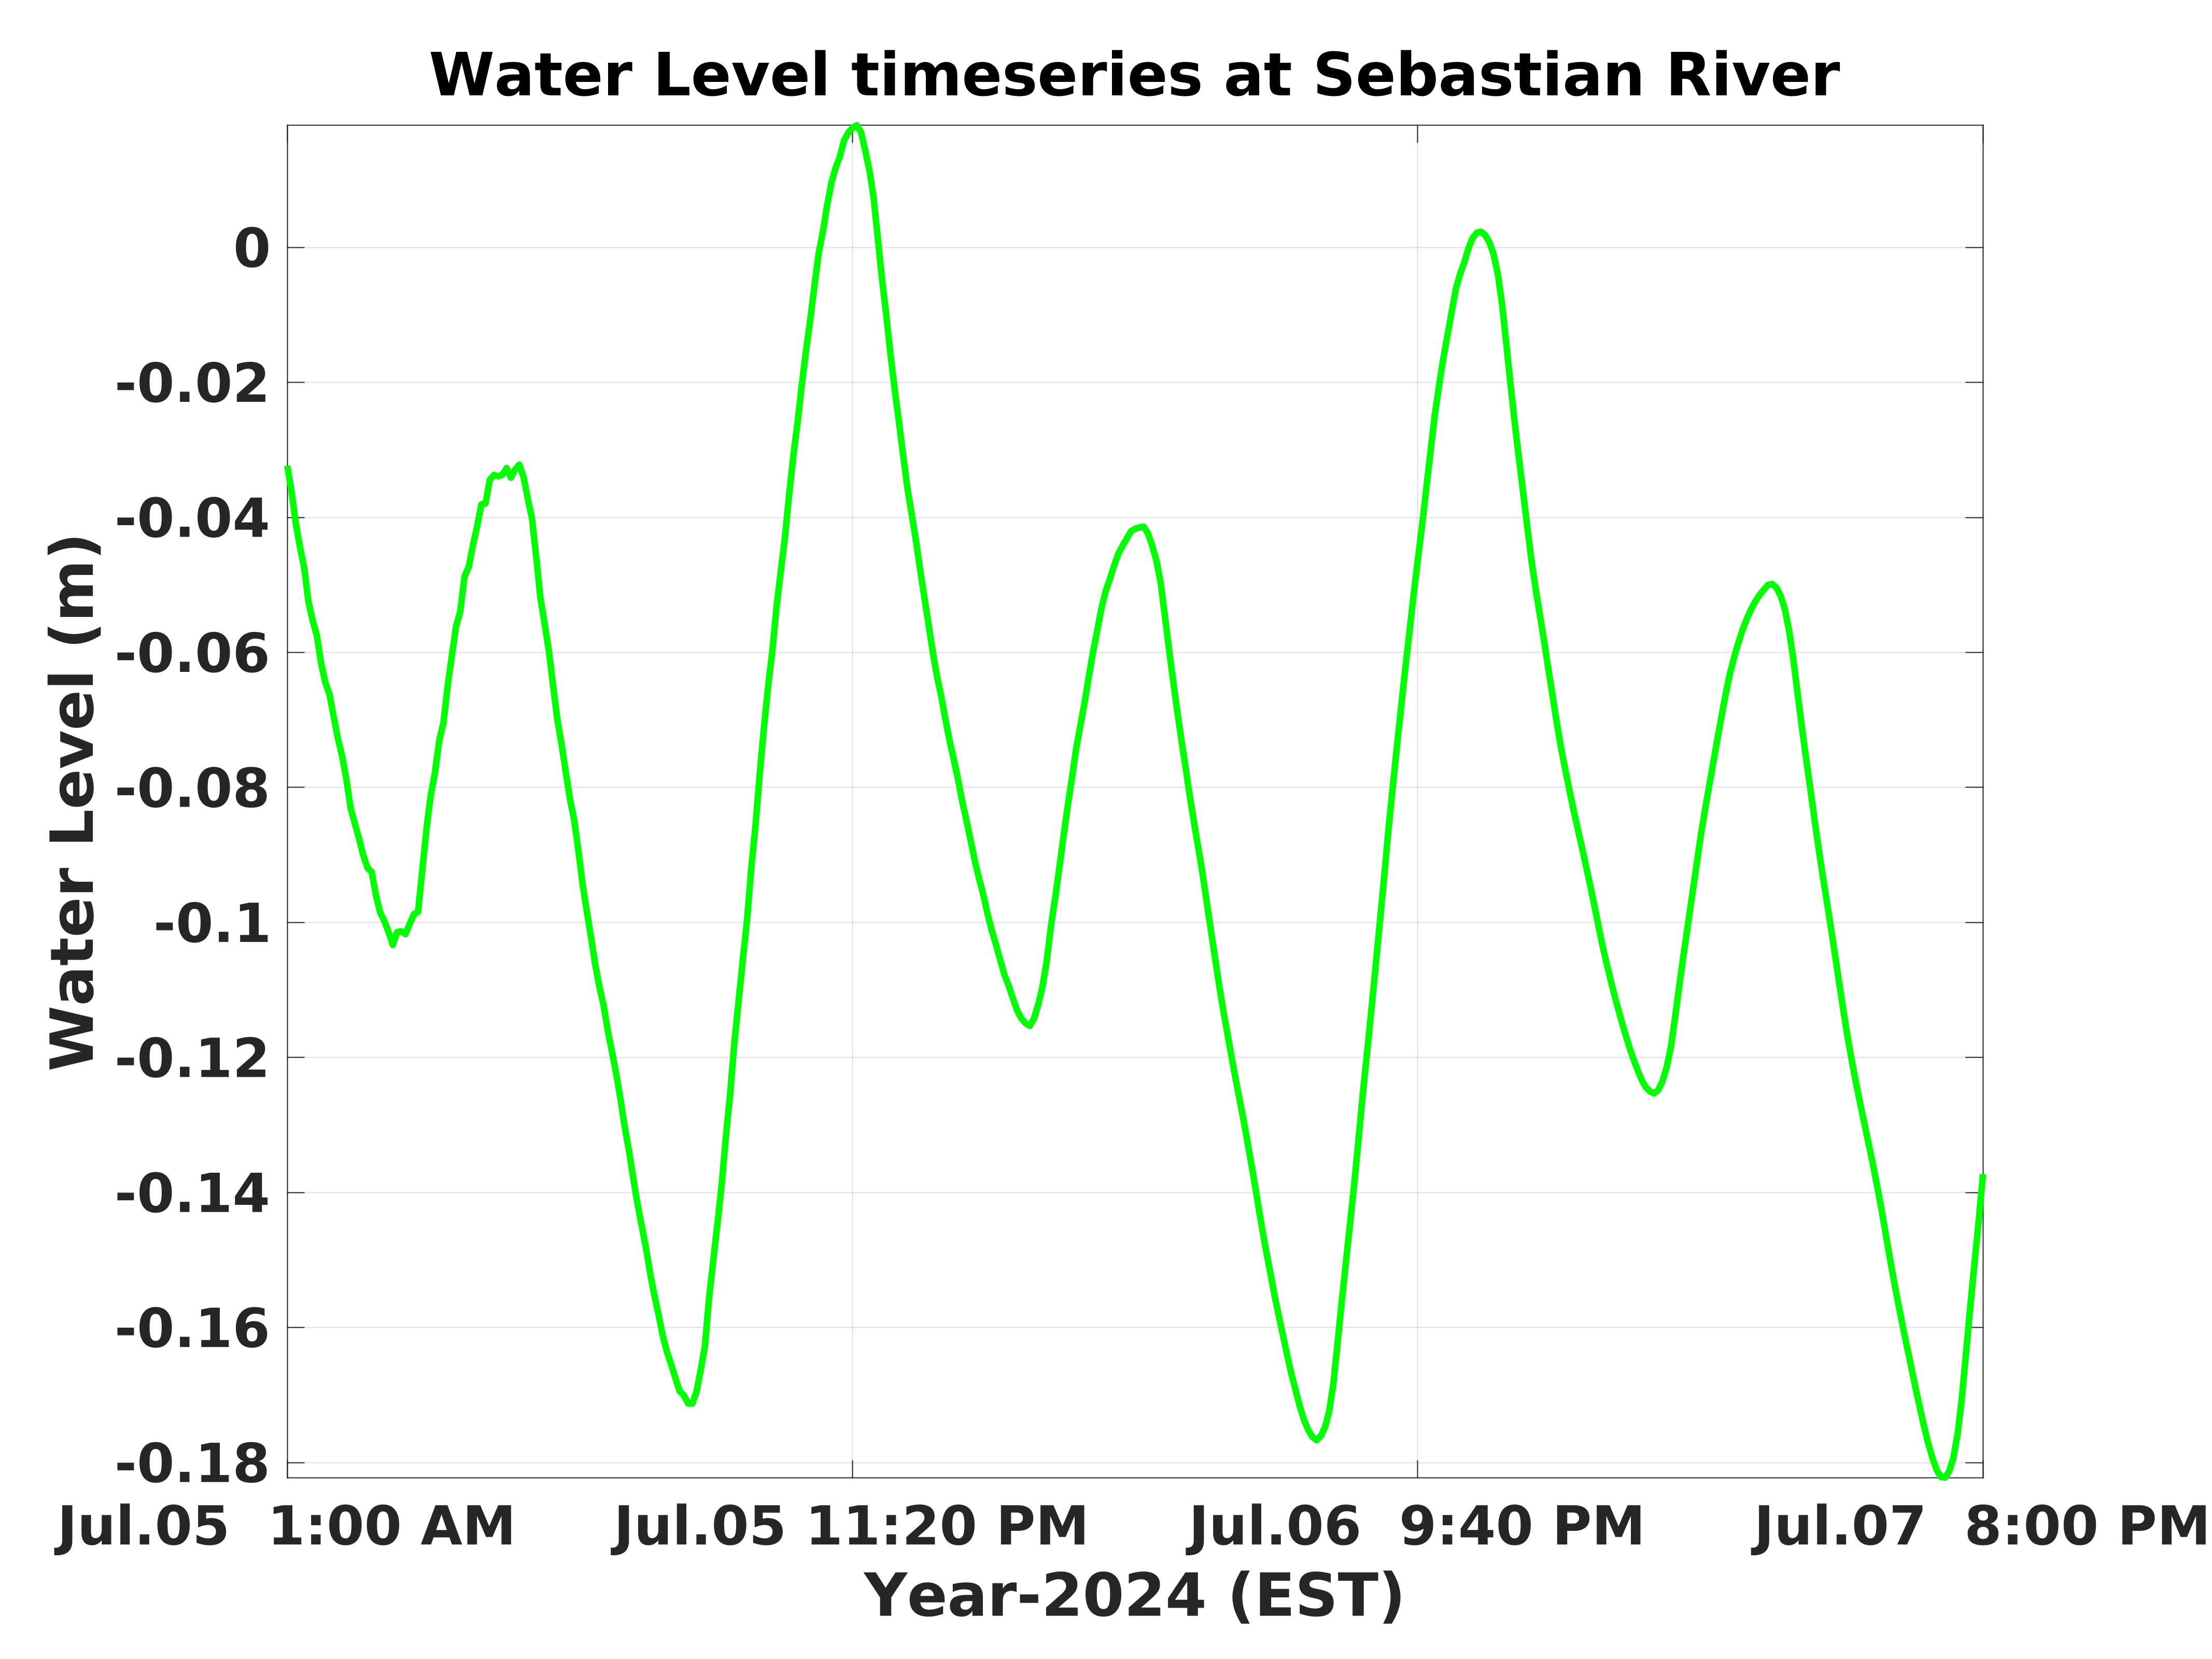 Water Level timeseries at Sebastian River
Water Level (m)
0
-0.02
-0.04
-0.06
-0.08
-0.1
-0.12
-0.14
-0.16
-0.18
Jul.05  1:00 AM
Jul.05 11:20 PM
Jul.06  9:40 PM
Jul.07  8:00 PM
Year-2024 (EST)